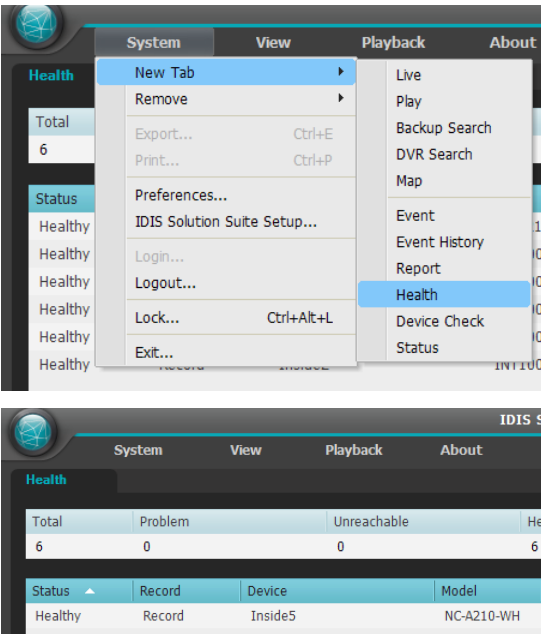 System View Playback About
Health
New Tab
Remove
Export... Ctrl+E
Print... Ctrl+P
Preferences...
IDIS Solution Suite Setup...
Login...
Logout...
Lock... Ctrl+Alt+L
Exit...
Live
Play
Backup Search
DVR Search
Map
Event
Event History
Report
Health
Device Check
Status
Total
6
Status
Healthy
Healthy
Healthy
Healthy
Healthy
Healthy
IDIS S
System View Playback About
Health
Total Problem Unreachable He
6 0 0 6
Status Record Device Model
Healthy Record Inside5 NC-A210-WH